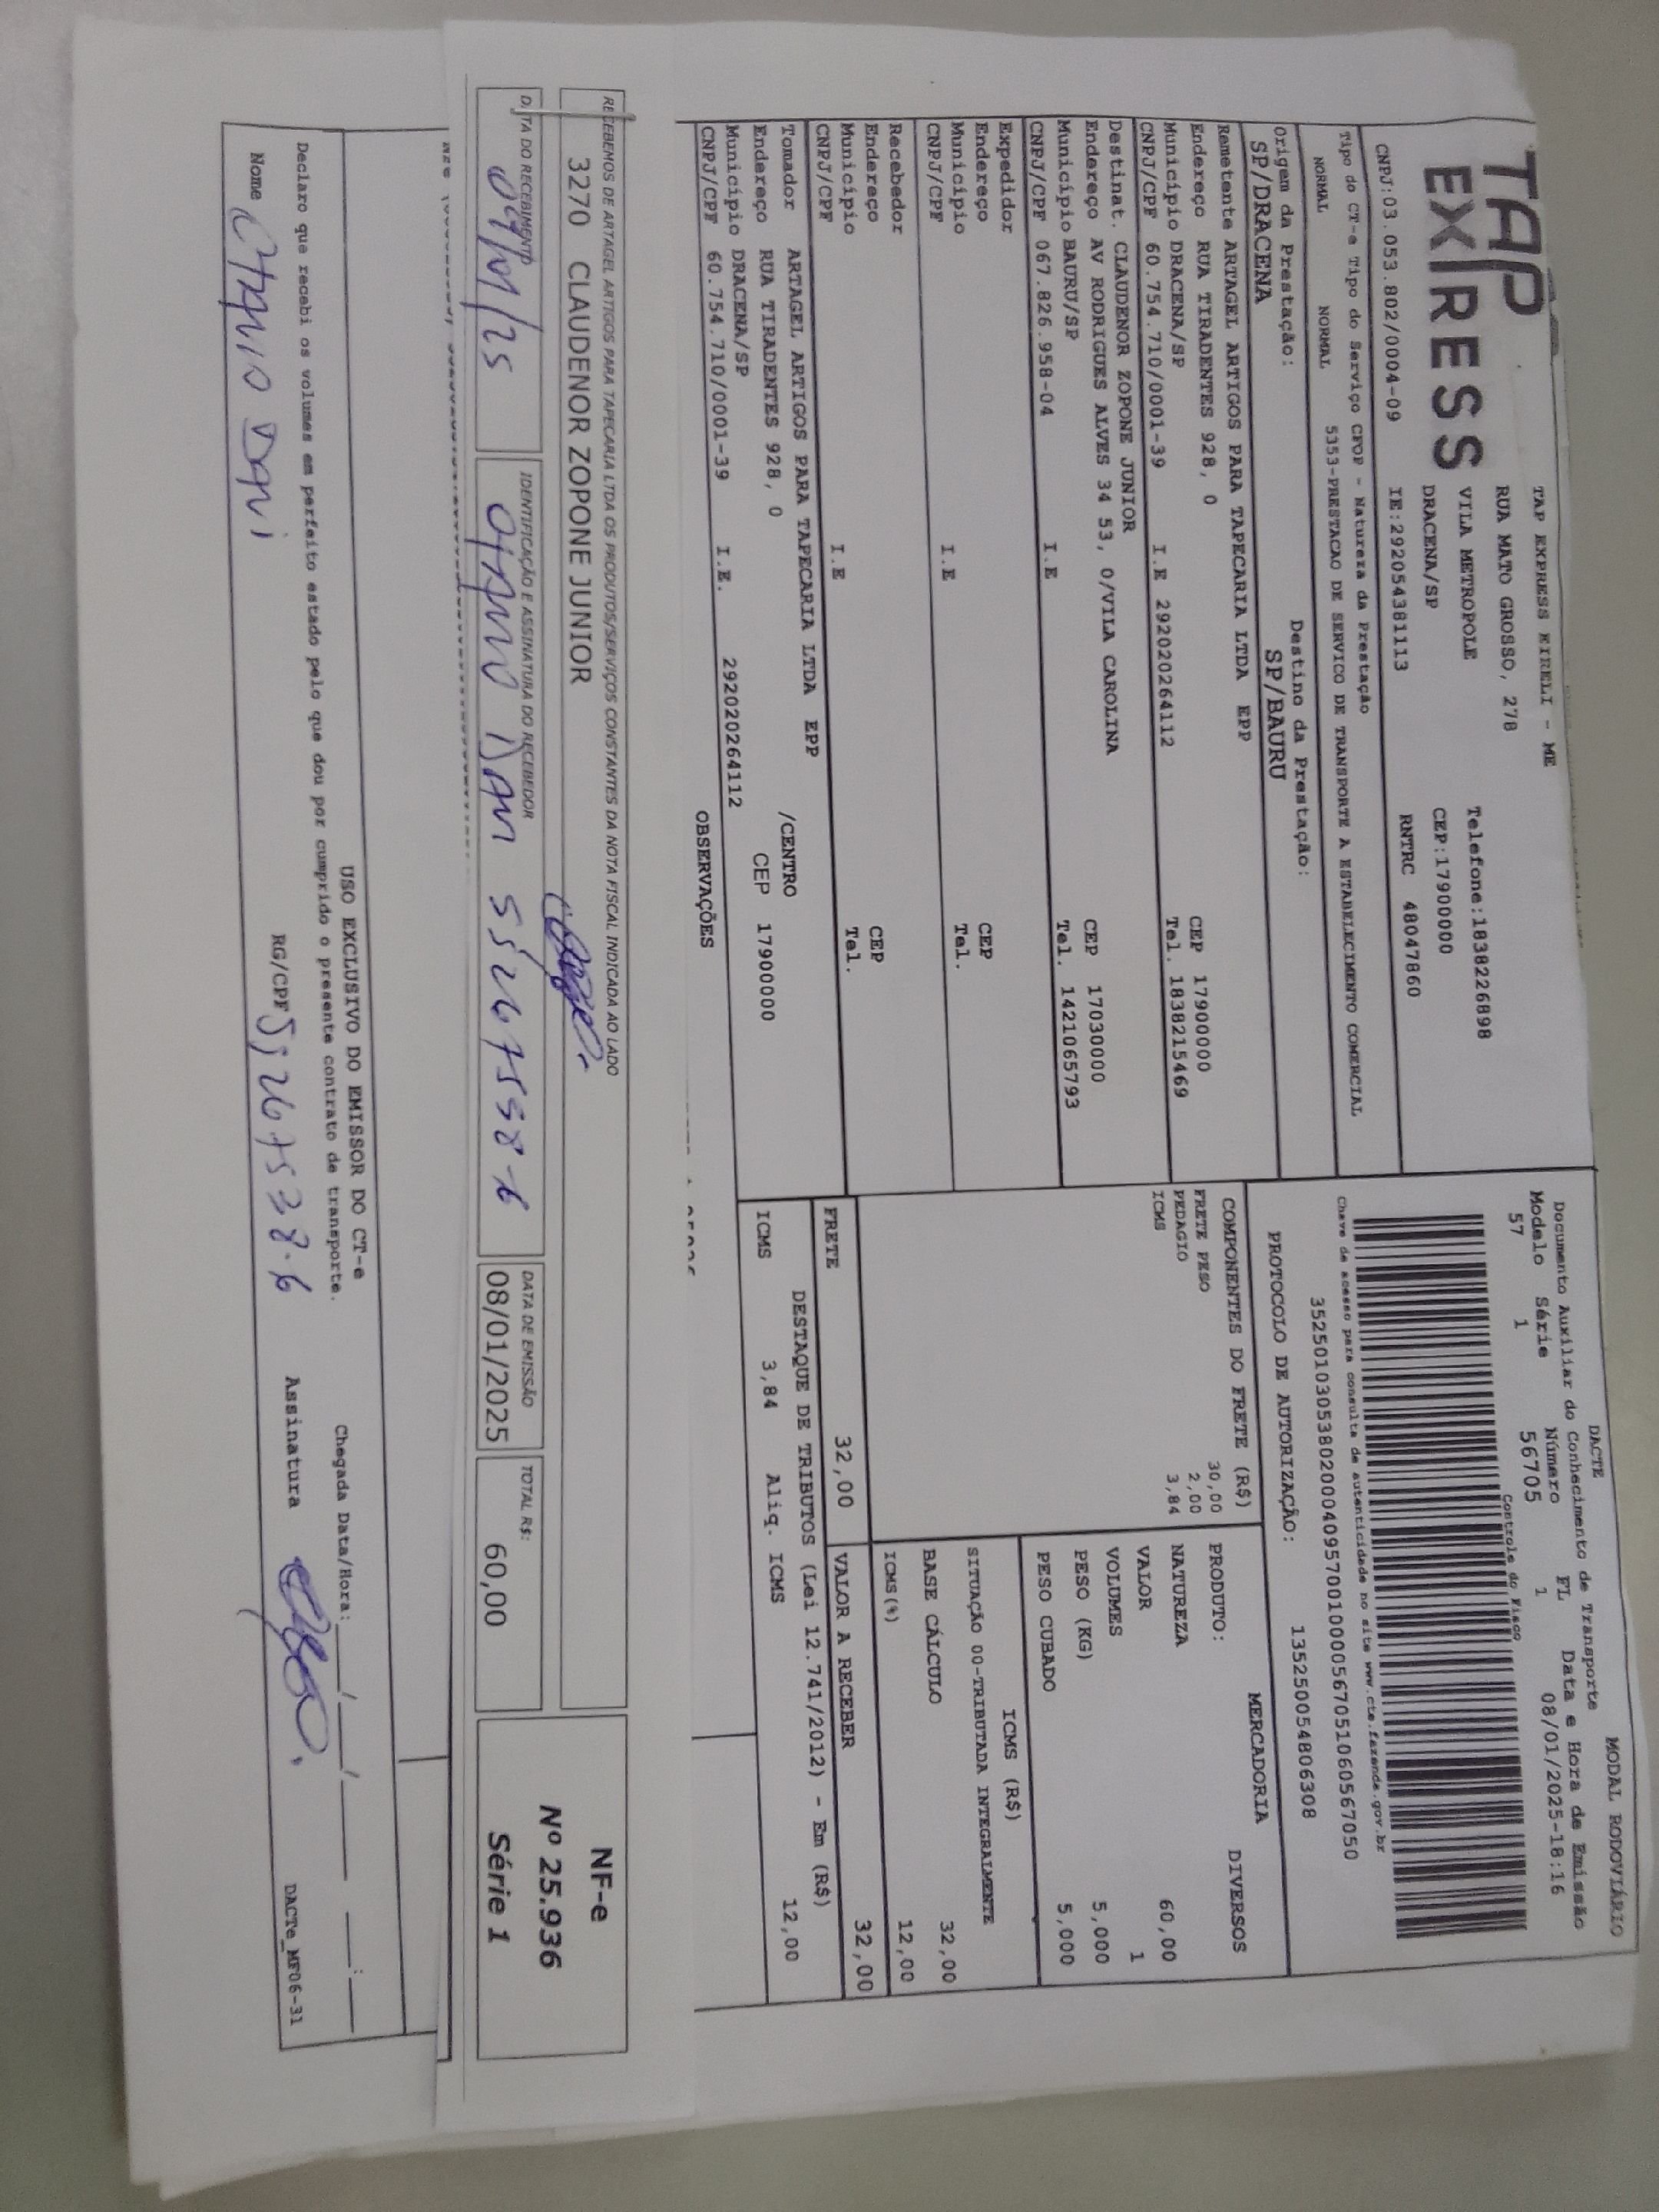 TAP
EXPRESS
TAP EXPRESS EIRELI - ME
RUA MATO GROSSO, 278
VILA METROPOLE
DRACENA/SP
Telefone:1838226898
CEP:17900000
CNPJ:03.053.802/0004-09 IE:292054381113 RNTRC 48047860
Tipo do CT-e Tipo do Serviço CFOP - Natureza da Prestação
NORMAL NORMAL 5353-PRESTACAO DE SERVICO DE TRANSPORTE A ESTABELECIMENTO COMERCIAL
Origem da Prestação: Destino da Prestação:
SP/DRACENA SP/BAURU
MODAL RODOVIÁRIO
DACTE
Documento Auxiliar do Conhecimento de Transporte
Modelo Série Número FL Data e Hora de Emissão
57 1 56705 1 08/01/2025-18:16
Controle do Fisco
Chave de acesso para consulta de autenticidade no site www.cte.fazenda.gov.br
35250103053802000409570010000567051060567050
PROTOCOLO DE AUTORIZAÇÃO: 135250054806308
Remetente ARTAGEL ARTIGOS PARA TAPECARIA LTDA EPP
Endereço RUA TIRADENTES 928, 0 CEP 17900000
Município DRACENA/SP Tel. 1838215469
CNPJ/CPF 60.754.710/0001-39 I.E 292020264112
Destinat. CLAUDENOR ZOPONE JUNIOR
Endereço AV RODRIGUES ALVES 34 53, 0/VILA CAROLINA CEP 17030000
Município BAURU/SP Tel. 1421065793
CNPJ/CPF 067.826.958-04 I.E
Expedidor
Endereço CEP
Município Tel.
CNPJ/CPF I.E
Recebedor
Endereço CEP
Município Tel.
CNPJ/CPF I.E
Tomador ARTAGEL ARTIGOS PARA TAPECARIA LTDA EPP
Endereço RUA TIRADENTES 928, 0 /CENTRO
Município DRACENA/SP CEP 17900000
CNPJ/CPF 60.754.710/0001-39 I.E. 292020264112
OBSERVAÇÕES
COMPONENTES DO FRETE (R$)
FRETE PESO 30,00
PEDAGIO 2,00
ICMS 3,84
MERCADORIA
PRODUTO: DIVERSOS
NATUREZA
VALOR 60,00
VOLUMES 1
PESO (KG) 5,000
PESO CUBADO 5,000
ICMS (R$)
SITUAÇÃO 00-TRIBUTADA INTEGRALMENTE
BASE CÁLCULO 32,00
ICMS(%) 12,00
FRETE 32,00 VALOR A RECEBER 32,00
DESTAQUE DE TRIBUTOS (Lei 12.741/2012) - Em (R$)
ICMS 3,84 Aliq. ICMS 12,00
RECEBEMOS DE ARTAGEL ARTIGOS PARA TAPECARIA LTDA OS PRODUTOS/SERVIÇOS CONSTANTES DA NOTA FISCAL INDICADA AO LADO
3270 CLAUDENOR ZOPONE JUNIOR
DATA DO RECEBIMENTO IDENTIFICAÇÃO E ASSINATURA DO RECEBEDOR DATA DE EMISSÃO TOTAL R$:
09/01/25 08/01/2025 60,00
NF-e
Nº 25.936
Série 1
USO EXCLUSIVO DO EMISSOR DO CT-e
Declaro que recebi os volumes em perfeito estado pelo que dou por cumprido o presente contrato de transporte.
Chegada Data/Hora: / / :
Nome RG/CPF Assinatura
DACTe_MF06-31